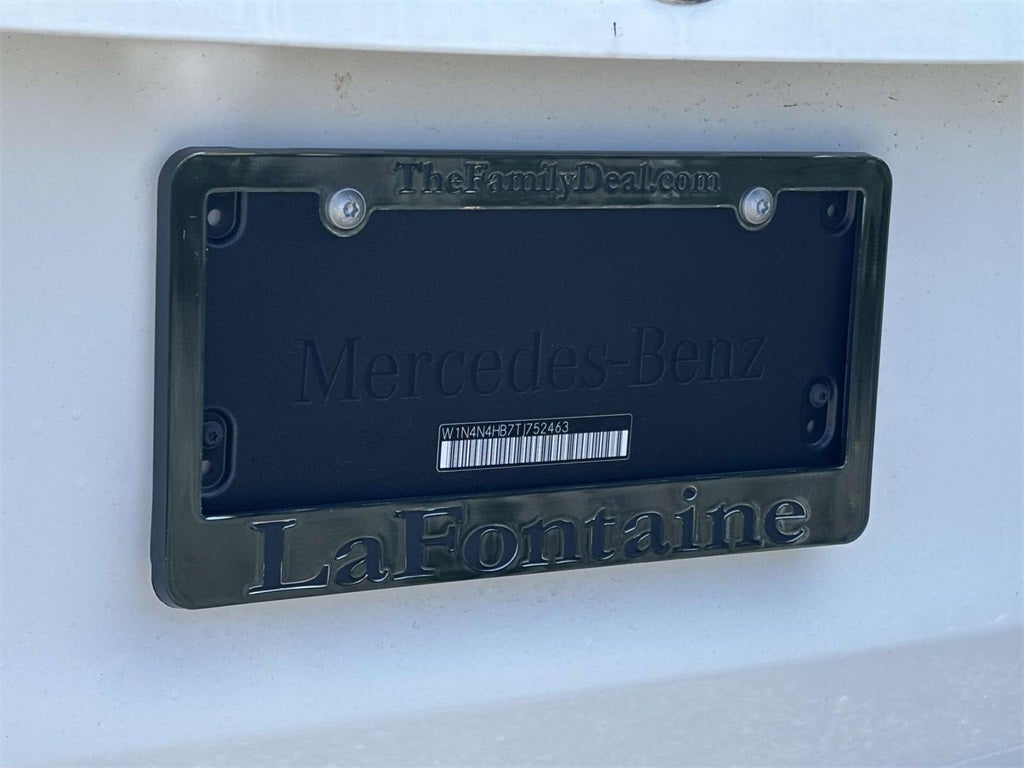 TheFamilyDeal.com
Mercedes-Benz
W1N4N4HB7TJ752463
LaFontaine